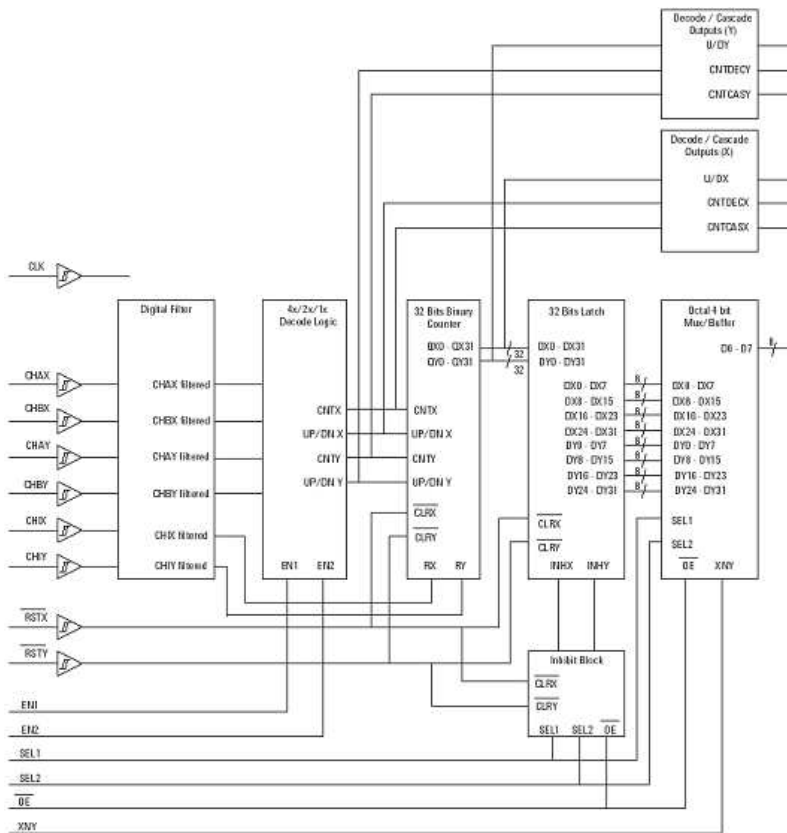 Decode / Cascade
Outputs (Y)
U/DY
CNTDECY
CNTCASY
Decode / Cascade
Outputs (X)
U/DX
CNTDECX
CNTCASX
CLK
Digital Filter
4x/2x/1x
Decode Logic
32 Bits Binary
Counter
32 Bits Latch
Octal 4 bit
Mux/Buffer
QX0 - QX31
QY0 - QY31
32
32
DX0 - DX31
DY0 - DY31
D0 - D7
8
CHAX
CHAX filtered
CHBX
CHBX filtered
CHAY
CHAY filtered
CHBY
CHBY filtered
CHIX
CHIX filtered
CHIY
CHIY filtered
CNTX
UP/DN X
CNTY
UP/DN Y
EN1
EN2
CNTX
UP/DN X
CNTY
UP/DN Y
CLRX
CLRY
RX
RY
DX0 - DX7
DX8 - DX15
DX16 - DX23
DX24 - DX31
DY0 - DY7
DY8 - DY15
DY16 - DY23
DY24 - DY31
8
8
8
8
8
8
8
8
CLRX
CLRY
INHX
INHY
DX0 - DX7
DX8 - DX15
DX16 - DX23
DX24 - DX31
DY0 - DY7
DY8 - DY15
DY16 - DY23
DY24 - DY31
SEL1
SEL2
OE
XNY
RSTX
RSTY
Inhibit Block
CLRX
CLRY
SEL1
SEL2
OE
EN1
EN2
SEL1
SEL2
OE
XNY